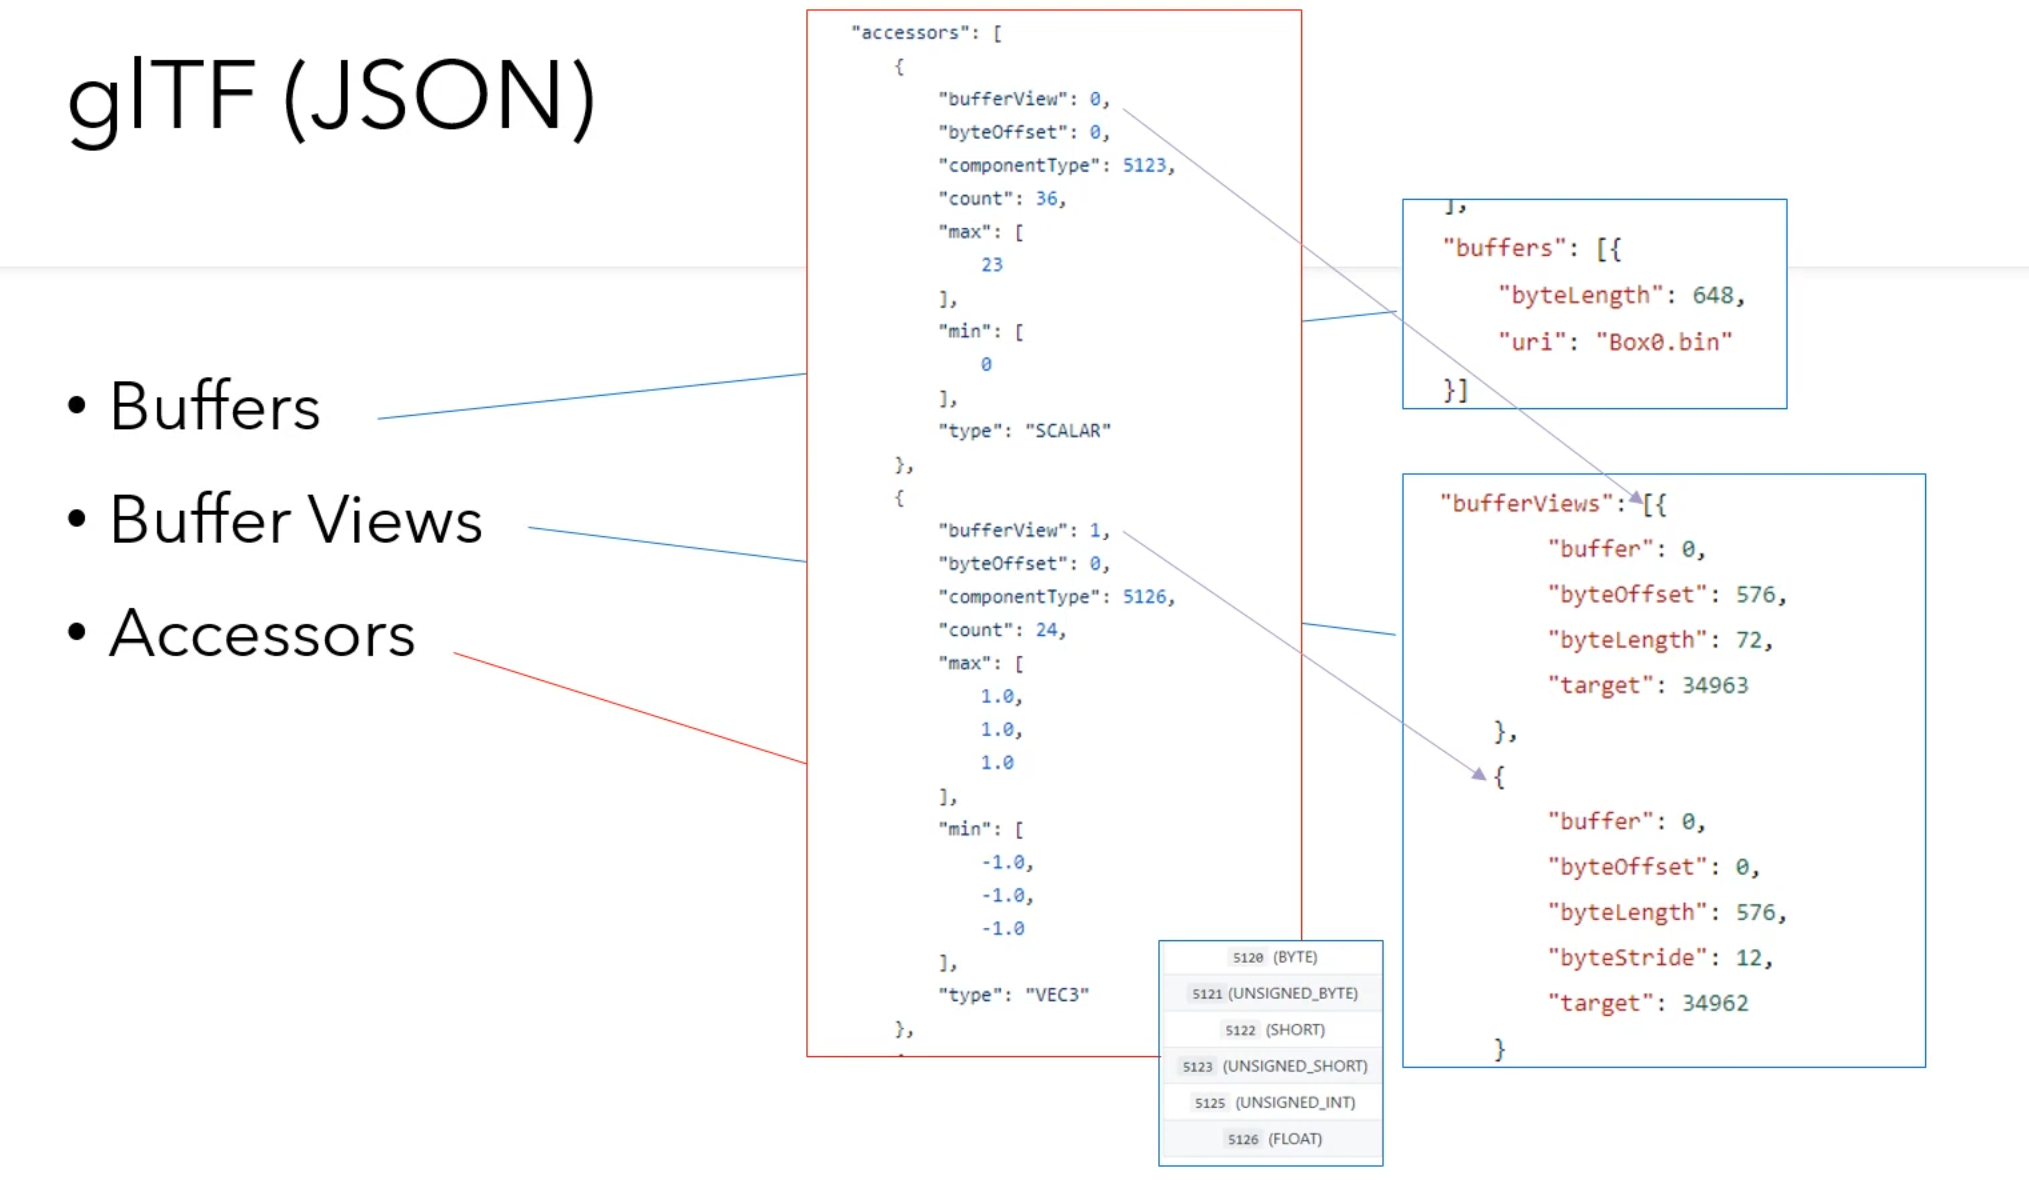 glTF (JSON)
• Buffers
• Buffer Views
• Accessors
"accessors": [
{
"bufferView": 0,
"byteOffset": 0,
"componentType": 5123,
"count": 36,
"max": [
23
],
"min": [
0
],
"type": "SCALAR"
},
{
"bufferView": 1,
"byteOffset": 0,
"componentType": 5126,
"count": 24,
"max": [
1.0,
1.0,
1.0
],
"min": [
-1.0,
-1.0,
-1.0
],
"type": "VEC3"
},
],
"buffers": [{
"byteLength": 648,
"uri": "Box0.bin"
}]
"bufferViews": [{
"buffer": 0,
"byteOffset": 576,
"byteLength": 72,
"target": 34963
},
{
"buffer": 0,
"byteOffset": 0,
"byteLength": 576,
"byteStride": 12,
"target": 34962
}
5120 (BYTE)
5121 (UNSIGNED_BYTE)
5122 (SHORT)
5123 (UNSIGNED_SHORT)
5125 (UNSIGNED_INT)
5126 (FLOAT)